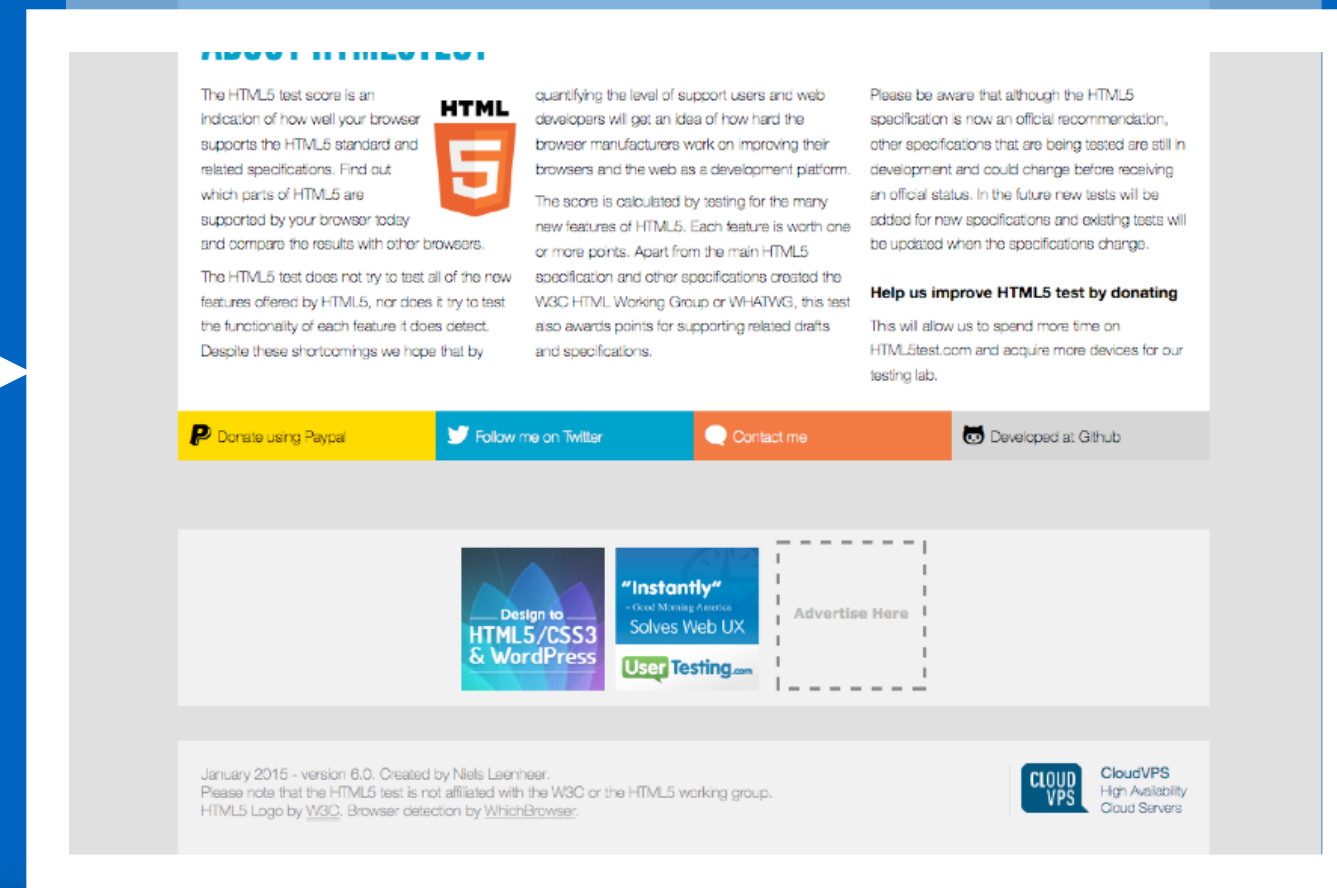 ABOUT HTML5TEST
The HTML5 test score is an
indication of how well your browser
supports the HTML5 standard and
related specifications. Find out
which parts of HTML5 are
supported by your browser today
and compare the results with other browsers.
The HTML5 test does not try to test all of the new
features offered by HTML5, nor does it try to test
the functionality of each feature it does detect.
Despite these shortcomings we hope that by
HTML
5
quantifying the level of support users and web
developers will get an idea of how hard the
browser manufacturers work on improving their
browsers and the web as a development platform.
The score is calculated by testing for the many
new features of HTML5. Each feature is worth one
or more points. Apart from the main HTML5
specification and other specifications created the
W3C HTML Working Group or WHATWG, this test
also awards points for supporting related drafts
and specifications.
Please be aware that although the HTML5
specification is now an official recommendation,
other specifications that are being tested are still in
development and could change before receiving
an official status. In the future new tests will be
added for new specifications and existing tests will
be updated when the specifications change.
Help us improve HTML5 test by donating
This will allow us to spend more time on
HTML5test.com and acquire more devices for our
testing lab.
Donate using Paypal
Follow me on Twitter
Contact me
Developed at Github
Design to
HTML5/CSS3
& WordPress
"Instantly"
- Good Morning America
Solves Web UX
UserTesting.com
Advertise Here
January 2015 - version 6.0. Created by Niels Leenheer.
Please note that the HTML5 test is not affiliated with the W3C or the HTML5 working group.
HTML5 Logo by W3C. Browser detection by WhichBrowser.
CLOUD
VPS
CloudVPS
High Availability
Cloud Servers